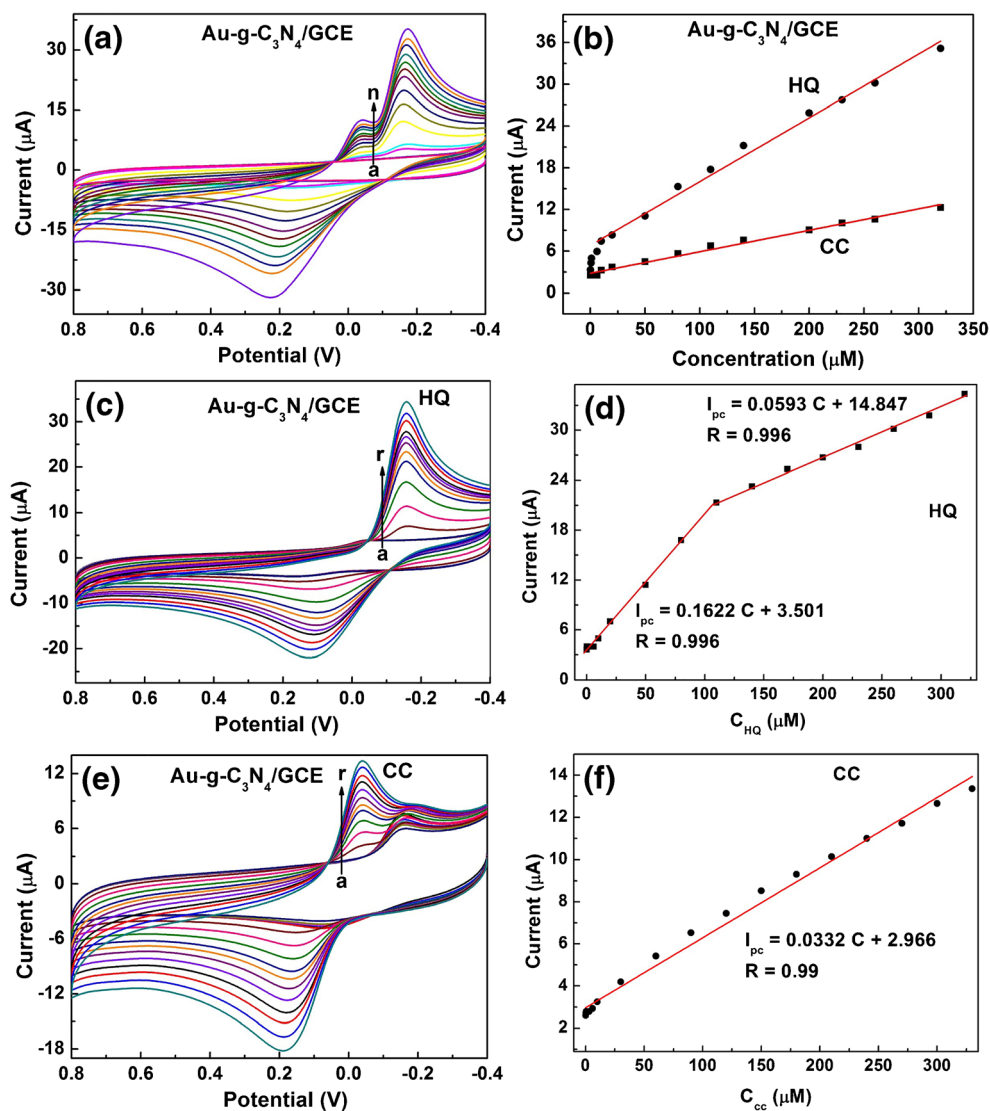 (a)
Au-g-C₃N₄/GCE
n
a
Current (μA)
30
15
0
-15
-30
0.8 0.6 0.4 0.2 0.0 -0.2 -0.4
Potential (V)
(b)
Au-g-C₃N₄/GCE
HQ
CC
Current (μA)
36
30
24
18
12
6
0
0 50 100 150 200 250 300 350
Concentration (μM)
(c)
Au-g-C₃N₄/GCE
HQ
r
a
Current (μA)
30
20
10
0
-10
-20
0.8 0.6 0.4 0.2 0.0 -0.2 -0.4
Potential (V)
(d)
Ipc = 0.0593 C + 14.847
R = 0.996
HQ
Ipc = 0.1622 C + 3.501
R = 0.996
Current (μA)
30
24
18
12
6
0
0 50 100 150 200 250 300
C HQ (μM)
(e)
Au-g-C₃N₄/GCE
CC
r
a
Current (μA)
12
6
0
-6
-12
-18
0.8 0.6 0.4 0.2 0.0 -0.2 -0.4
Potential (V)
(f)
CC
Ipc = 0.0332 C + 2.966
R = 0.99
Current (μA)
14
12
10
8
6
4
2
0
0 50 100 150 200 250 300
C cc (μM)